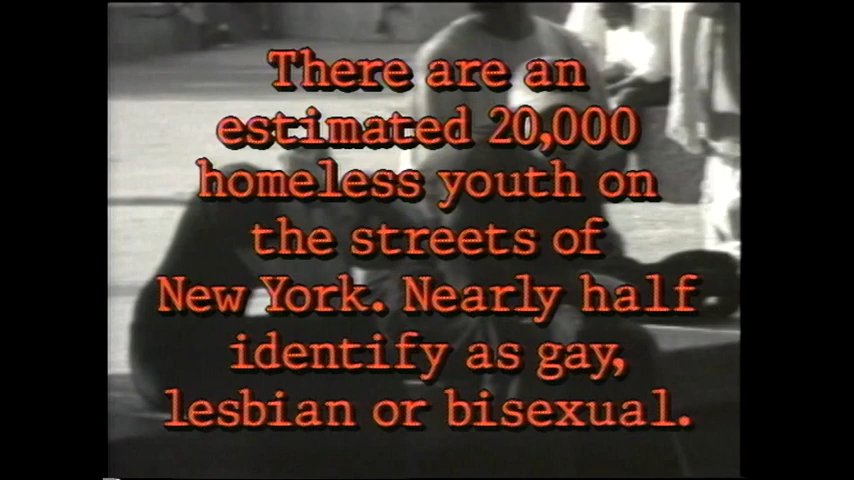 There are an
estimated 20,000
homeless youth on
the streets of
New York. Nearly half
identify as gay,
lesbian or bisexual.